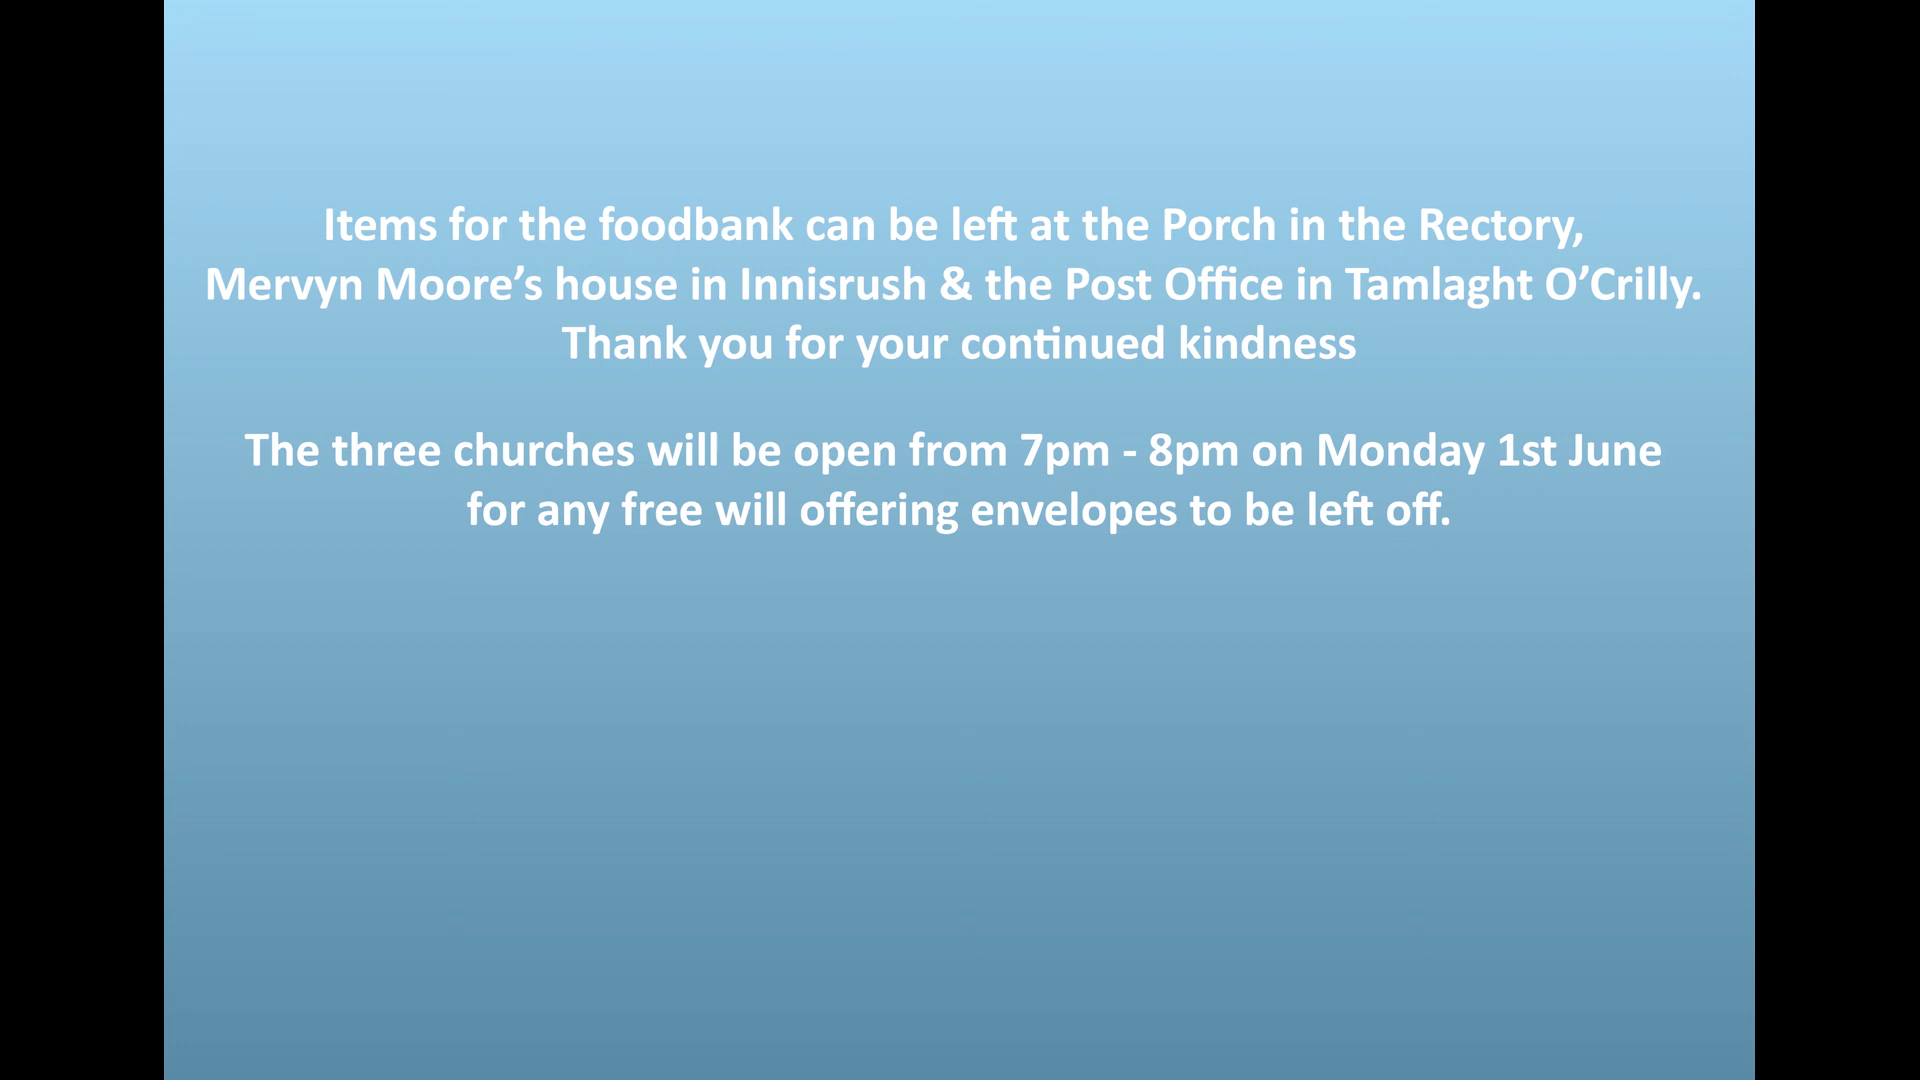 Items for the foodbank can be left at the Porch in the Rectory,
Mervyn Moore’s house in Innisrush & the Post Office in Tamlaght O’Crilly.
Thank you for your continued kindness
The three churches will be open from 7pm - 8pm on Monday 1st June
for any free will offering envelopes to be left off.